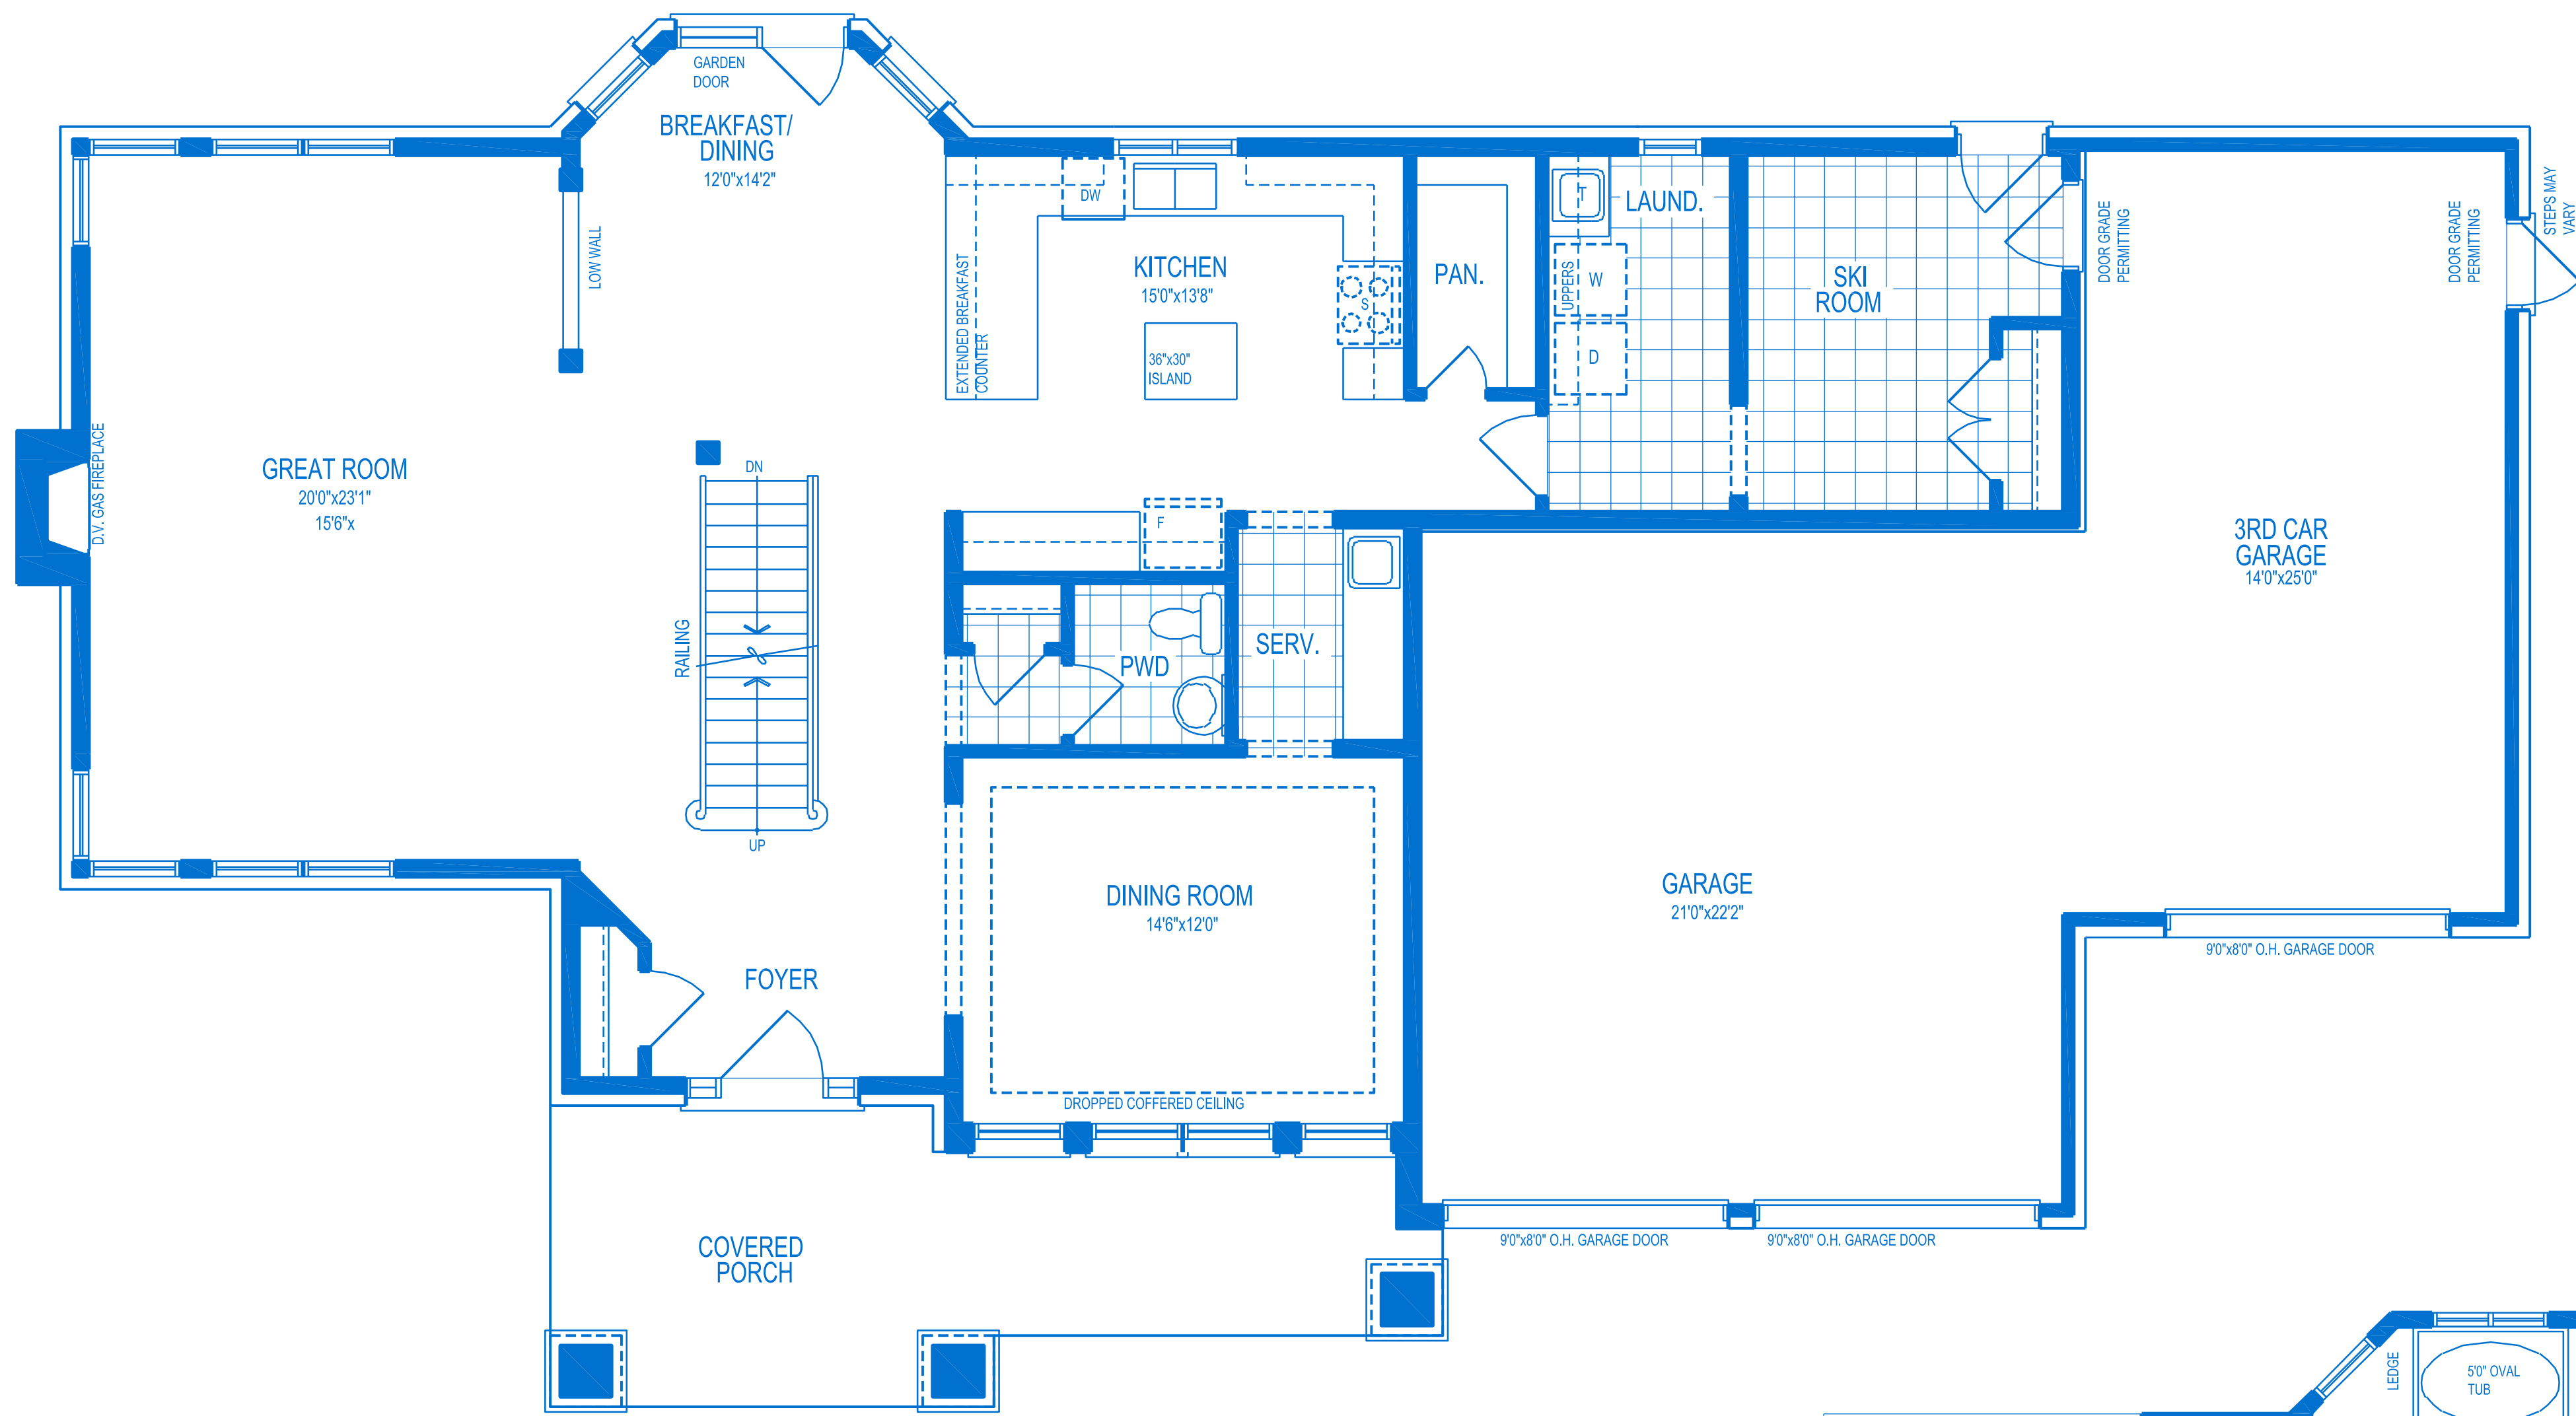 GARDEN
DOOR
BREAKFAST/
DINING
12'0"x14'2"
LOW WALL
EXTENDED BREAKFAST
COUNTER
DW
KITCHEN
15'0"x13'8"
36"x30"
ISLAND
S
PAN.
T
LAUND.
UPPERS
W
D
SKI
ROOM
DOOR GRADE
PERMITTING
DOOR GRADE
PERMITTING
STEPS MAY
VARY
D.V. GAS FIREPLACE
GREAT ROOM
20'0"x23'1"
15'6"x
DN
RAILING
UP
F
PWD
SERV.
3RD CAR
GARAGE
14'0"x25'0"
DINING ROOM
14'6"x12'0"
DROPPED COFFERED CEILING
GARAGE
21'0"x22'2"
9'0"x8'0" O.H. GARAGE DOOR
FOYER
COVERED
PORCH
9'0"x8'0" O.H. GARAGE DOOR
9'0"x8'0" O.H. GARAGE DOOR
LEDGE
5'0" OVAL
TUB